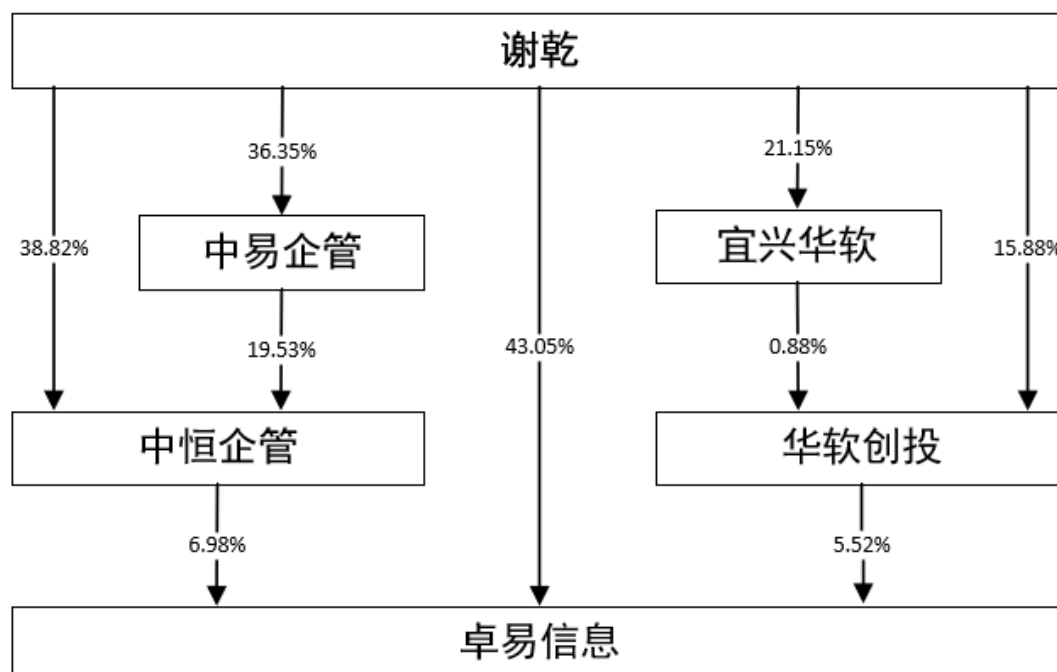 谢乾
36.35%
21.15%
38.82%
中易企管
宜兴华软
15.88%
19.53%
43.05%
0.88%
中恒企管
华软创投
6.98%
5.52%
卓易信息